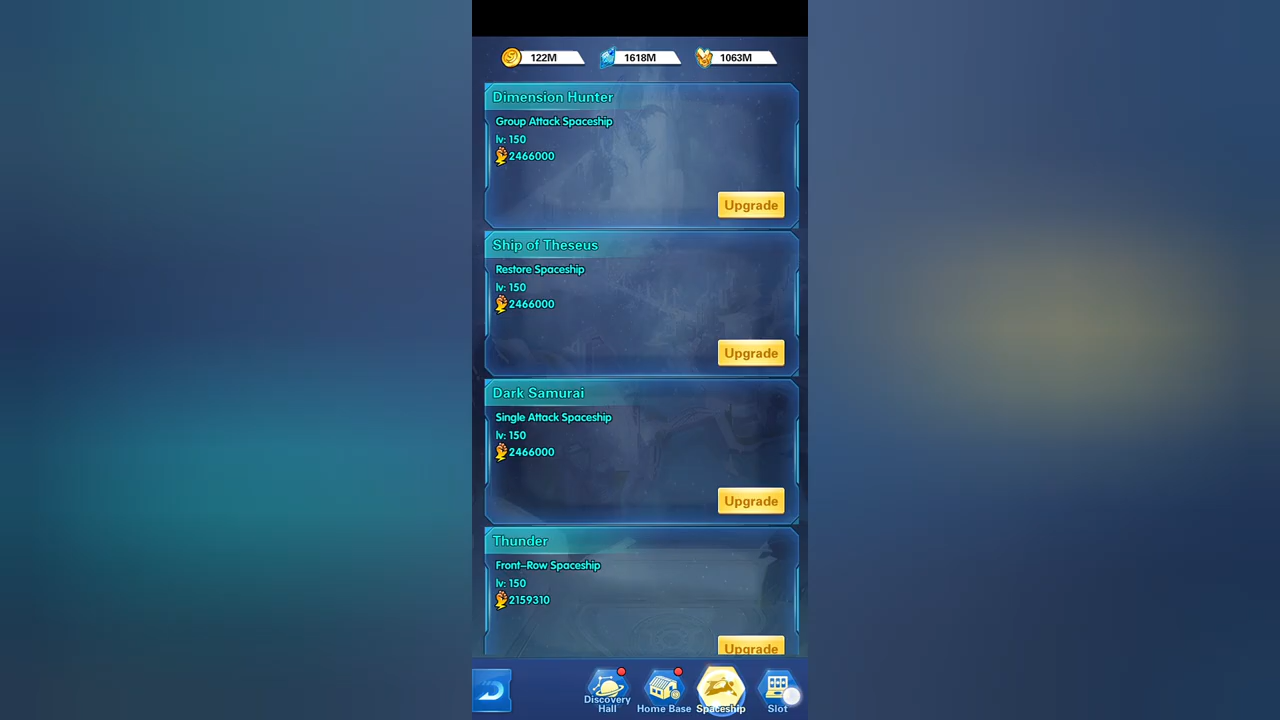 122M
1618M
1063M
Dimension Hunter
Group Attack Spaceship
lv: 150
2466000
Upgrade
Ship of Theseus
Restore Spaceship
lv: 150
2466000
Upgrade
Dark Samurai
Single Attack Spaceship
lv: 150
2466000
Upgrade
Thunder
Front-Row Spaceship
lv: 150
2159310
Upgrade
Discovery
Hall
Home Base
Spaceship
Slot